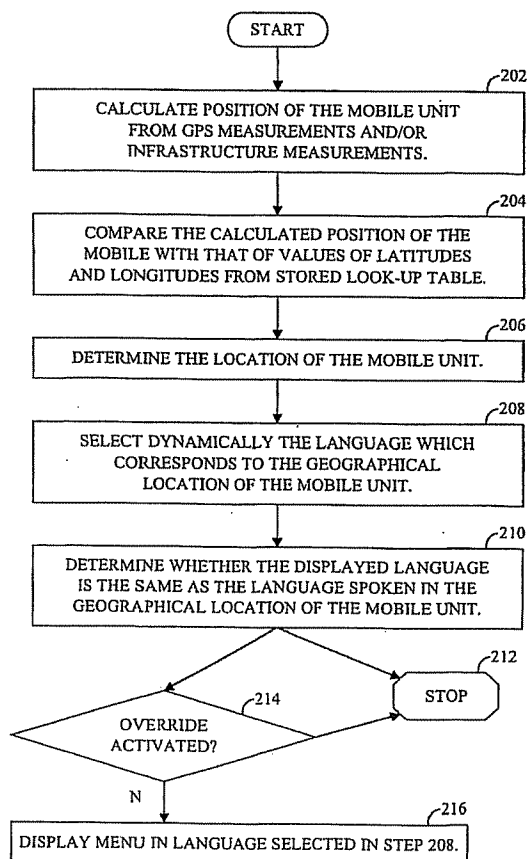 START
202
CALCULATE POSITION OF THE MOBILE UNIT
FROM GPS MEASUREMENTS AND/OR
INFRASTRUCTURE MEASUREMENTS.
204
COMPARE THE CALCULATED POSITION OF THE
MOBILE WITH THAT OF VALUES OF LATITUDES
AND LONGITUDES FROM STORED LOOK-UP TABLE.
206
DETERMINE THE LOCATION OF THE MOBILE UNIT.
208
SELECT DYNAMICALLY THE LANGUAGE WHICH
CORRESPONDS TO THE GEOGRAPHICAL
LOCATION OF THE MOBILE UNIT.
210
DETERMINE WHETHER THE DISPLAYED LANGUAGE
IS THE SAME AS THE LANGUAGE SPOKEN IN THE
GEOGRAPHICAL LOCATION OF THE MOBILE UNIT.
212
STOP
214
OVERRIDE
ACTIVATED?
N
216
DISPLAY MENU IN LANGUAGE SELECTED IN STEP 208.